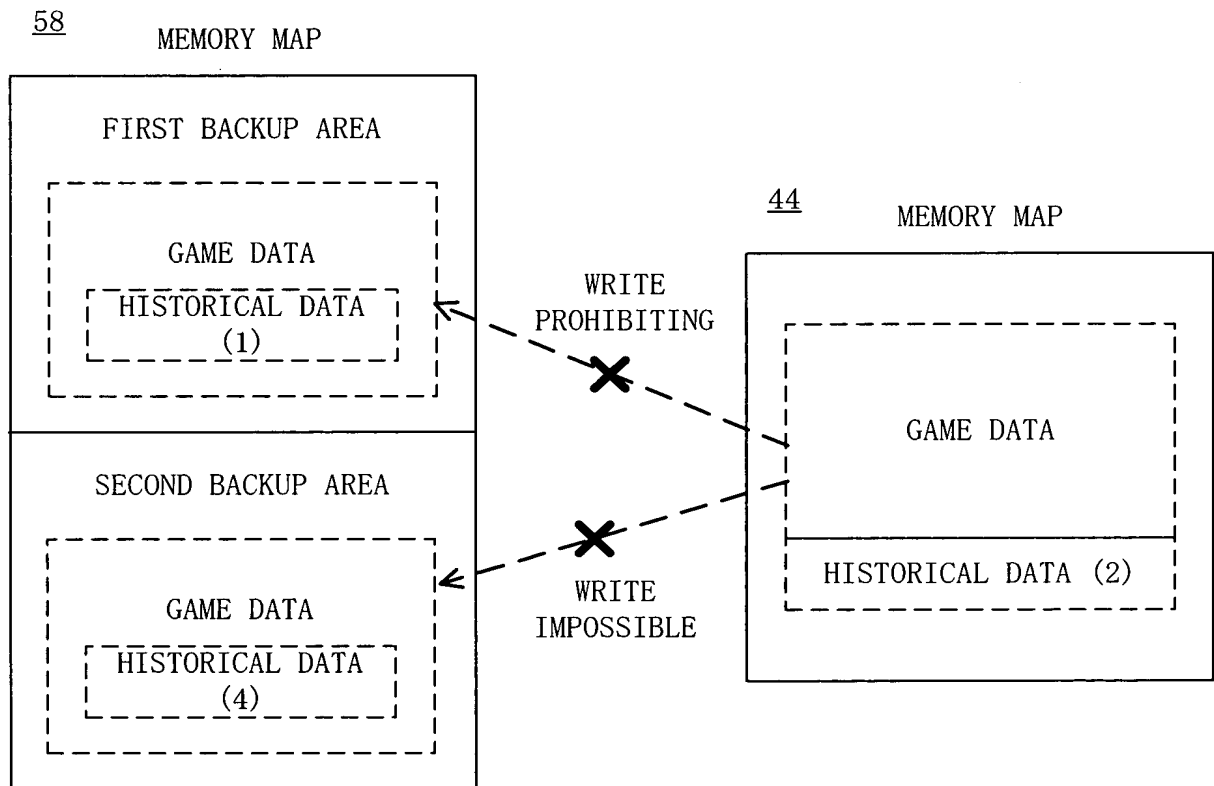 58
MEMORY MAP
FIRST BACKUP AREA
GAME DATA
HISTORICAL DATA
(1)
SECOND BACKUP AREA
GAME DATA
HISTORICAL DATA
(4)
WRITE
PROHIBITING
WRITE
IMPOSSIBLE
44
MEMORY MAP
GAME DATA
HISTORICAL DATA (2)